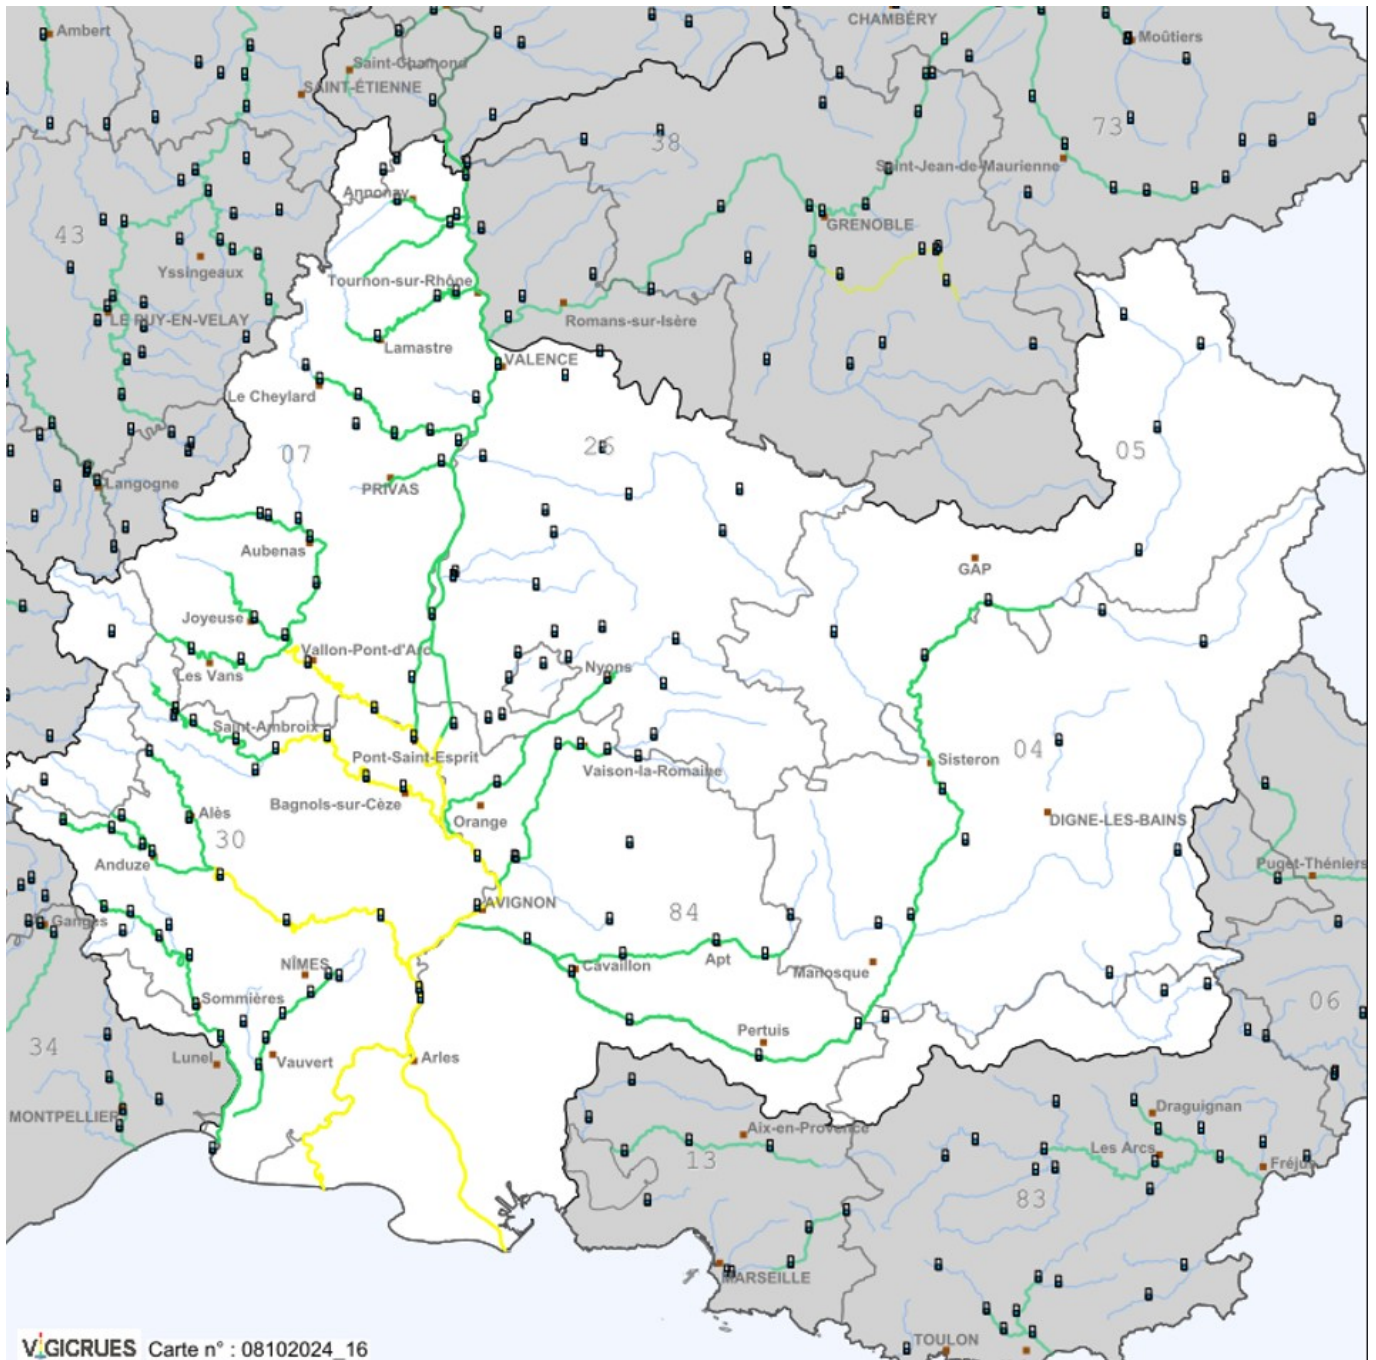 CHAMBÉRY
Ambert
Moûtiers
Saint-Chamond
SAINT-ÉTIENNE
73
38
Saint-Jean-de-Maurienne
Annonay
GRENOBLE
43
Yssingeaux
Tournon-sur-Rhône
LE PUY-EN-VELAY
Romans-sur-Isère
Lamastre
VALENCE
Le Cheylard
26
05
07
Langogne
PRIVAS
Aubenas
GAP
Joyeuse
Vallon-Pont-d'Arc
Les Vans
Nyons
Saint-Ambroix
04
Pont-Saint-Esprit
Sisteron
Vaison-la-Romaine
Bagnols-sur-Cèze
Alès
Orange
DIGNE-LES-BAINS
30
Anduze
Puget-Théniers
AVIGNON
84
Ganges
Apt
NÎMES
Cavaillon
Manosque
Sommières
06
Pertuis
34
Lunel
Vauvert
Arles
MONTPELLIER
Draguignan
Aix-en-Provence
Les Arcs
13
Fréjus
83
MARSEILLE
TOULON
VIGICRUES Carte n° : 08102024_16